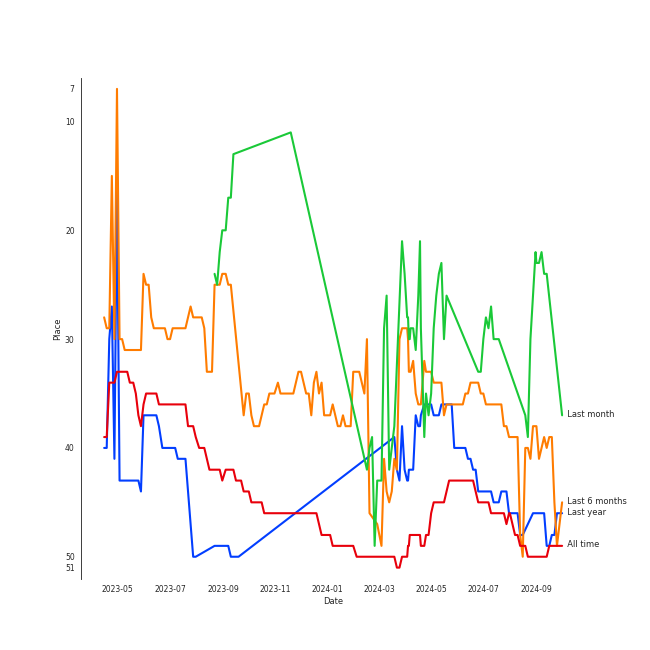 7
10
20
30
40
50
51
Place
2023-05
2023-07
2023-09
2023-11
2024-01
2024-03
2024-05
2024-07
2024-09
Date
Last month
Last 6 months
Last year
All time